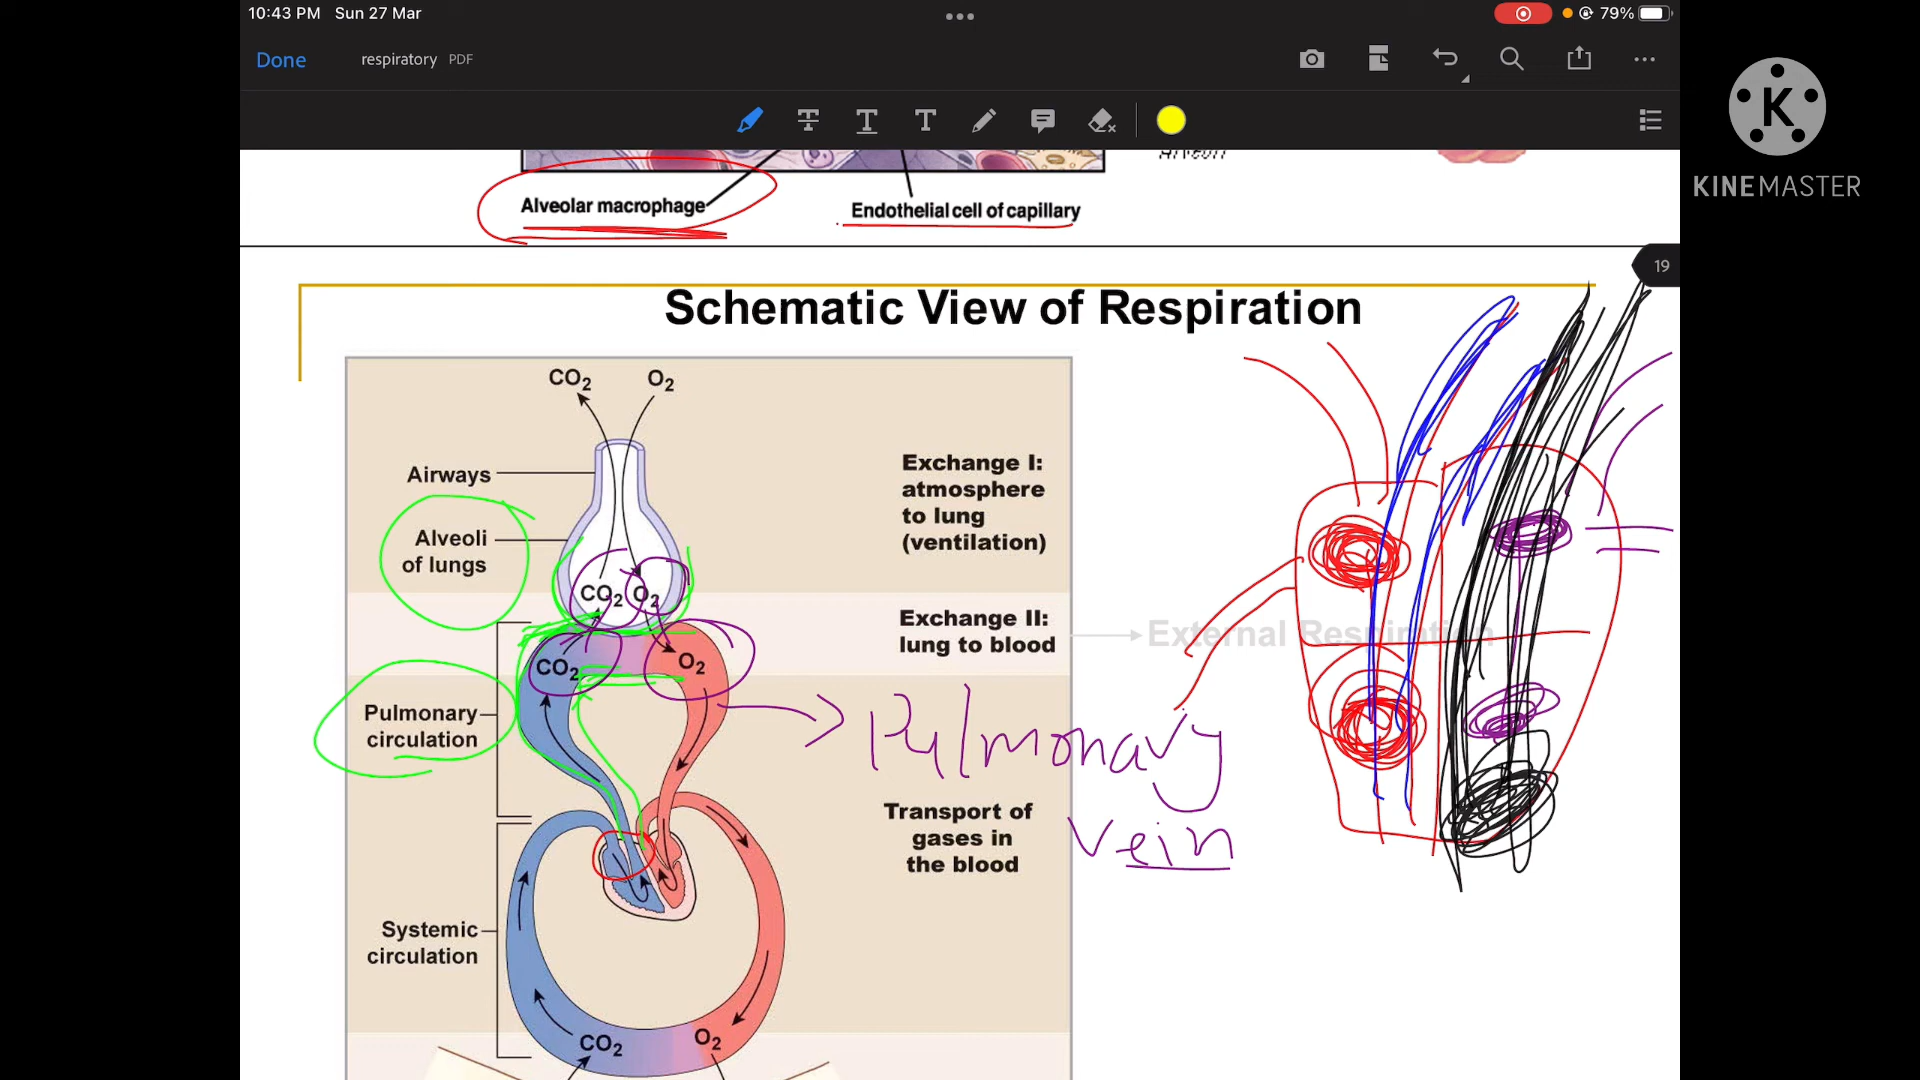 10:43 PM Sun 27 Mar
79%
Done
respiratory PDF
K
KINEMASTER
Alveoli
Alveolar macrophage
Endothelial cell of capillary
19
Schematic View of Respiration
CO2 O2
Airways
Alveoli
of lungs
CO2 O2
Exchange I:
atmosphere
to lung
(ventilation)
Exchange II:
lung to blood
External Respiration
CO2 O2
Pulmonary
circulation
Pulmonary
vein
Transport of
gases in
the blood
Systemic
circulation
CO2 O2